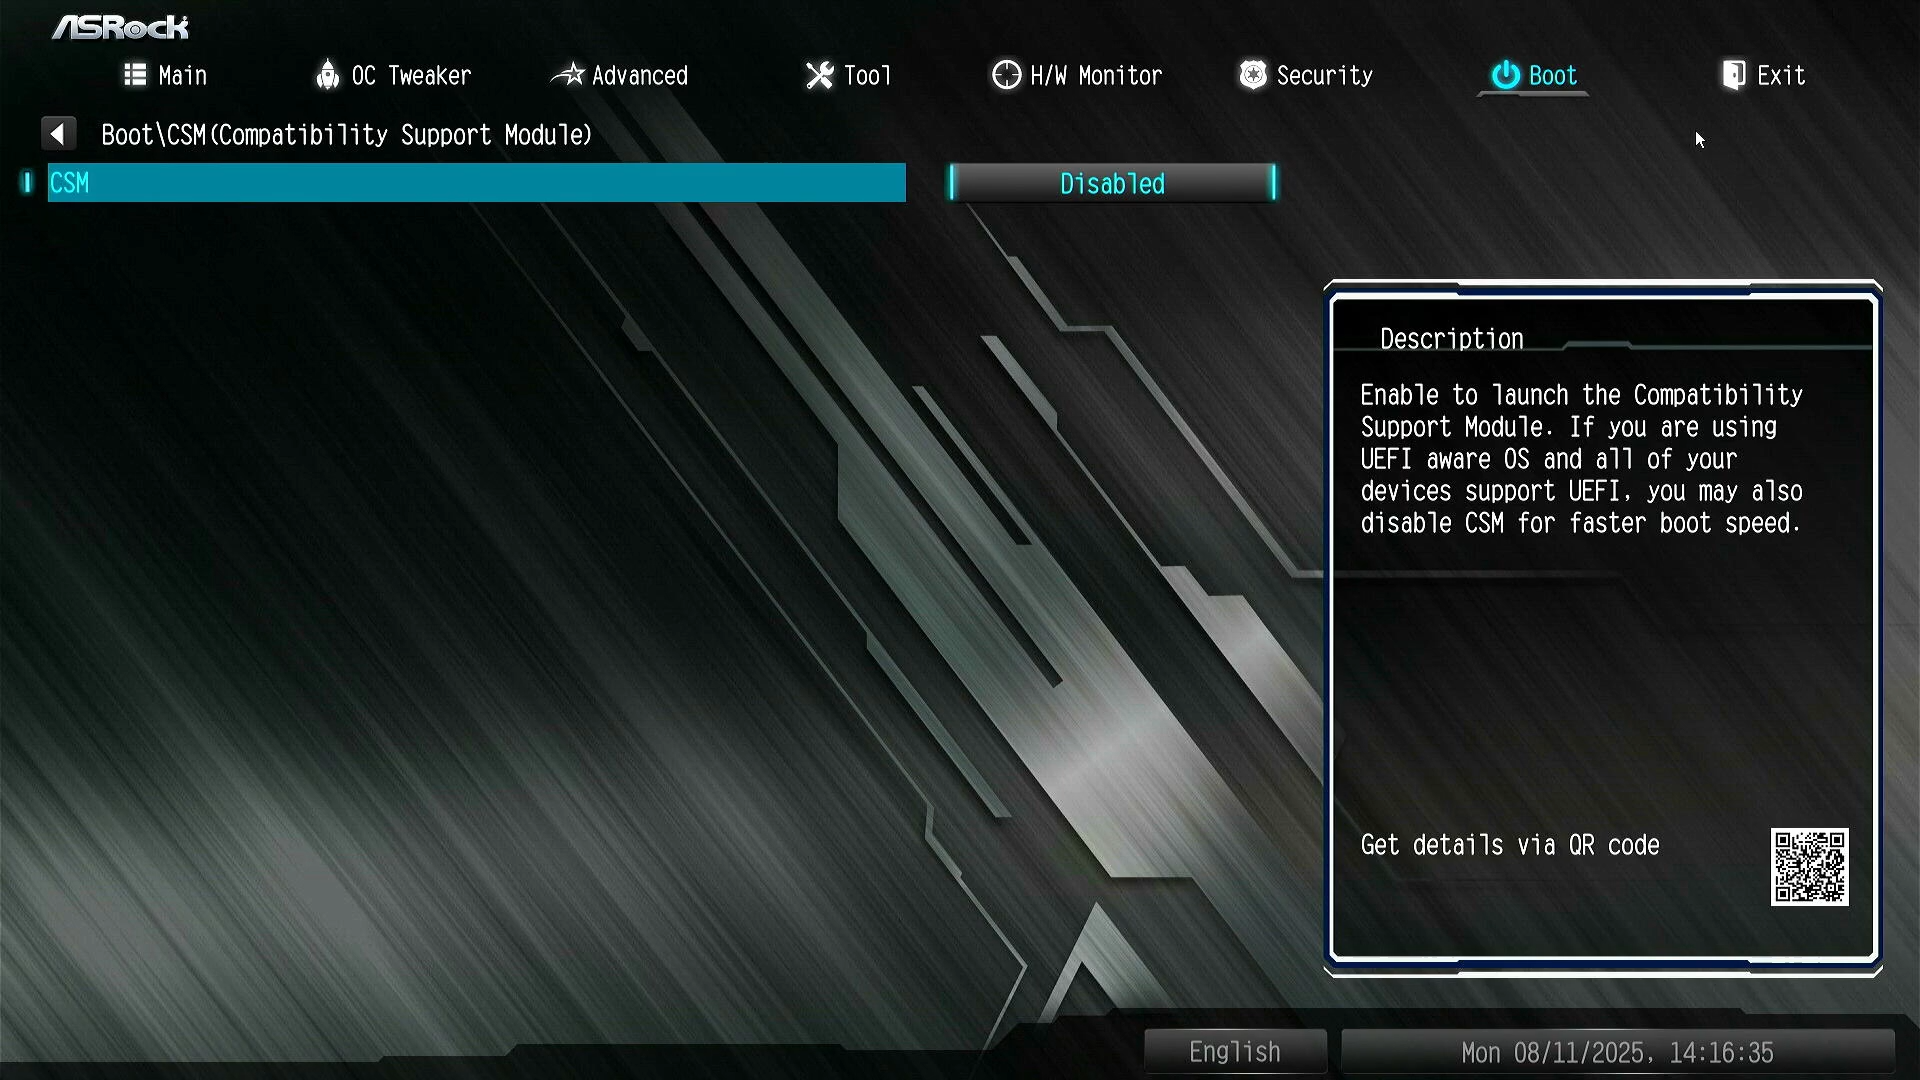 ASRock
Main
OC Tweaker
Advanced
Tool
H/W Monitor
Security
Boot
Exit
Boot\CSM(Compatibility Support Module)
CSM
Disabled
Description
Enable to launch the Compatibility
Support Module. If you are using
UEFI aware OS and all of your
devices support UEFI, you may also
disable CSM for faster boot speed.
Get details via QR code
English
Mon 08/11/2025, 14:16:35